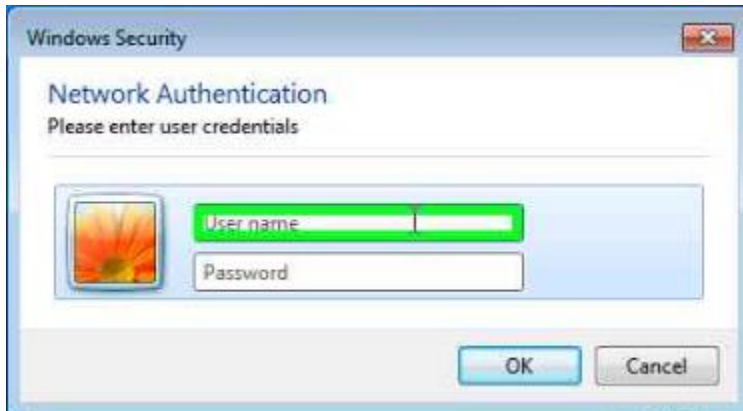 Windows Security
Network Authentication
Please enter user credentials
User name
Password
OK
Cancel